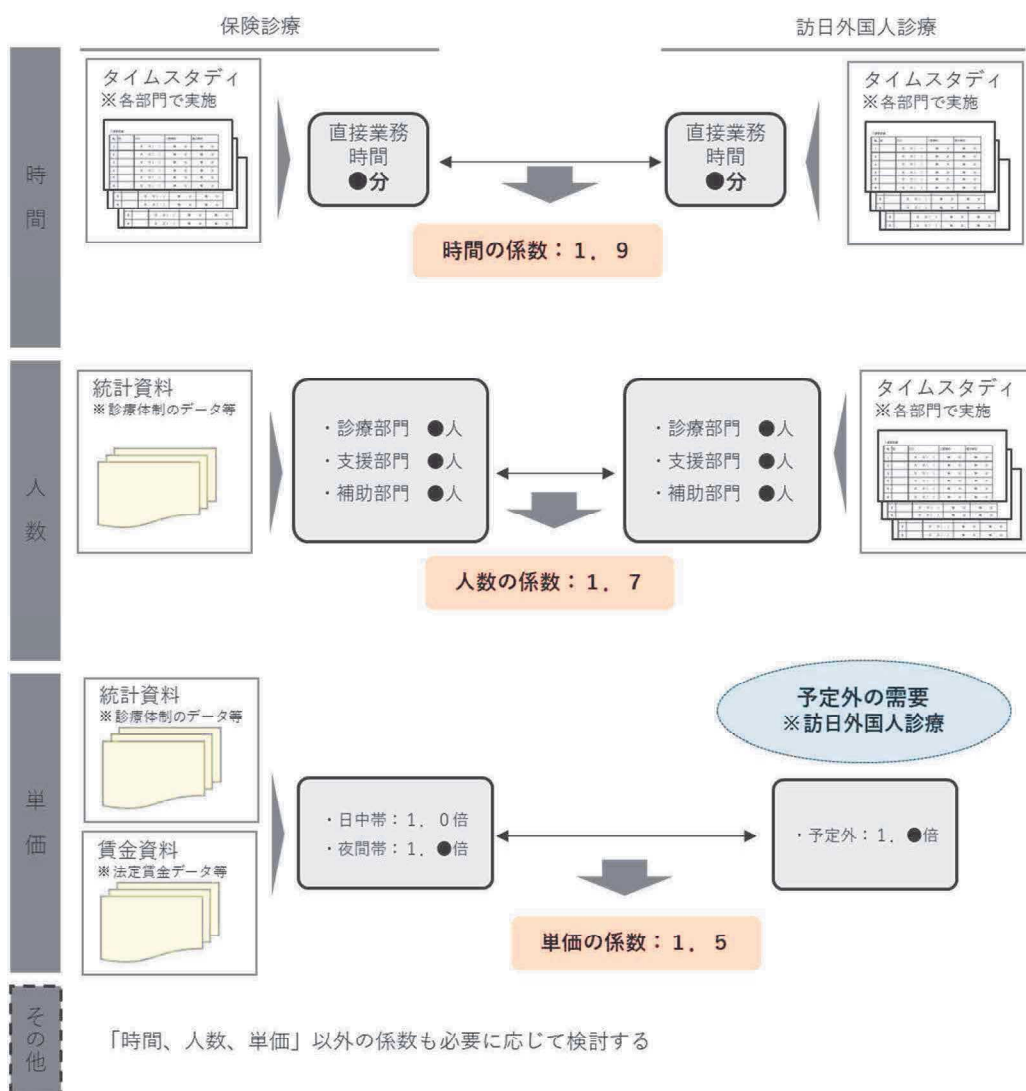 保険診療
訪日外国人診療
時間
タイムスタディ
※各部門で実施
直接業務
時間
●分
直接業務
時間
●分
タイムスタディ
※各部門で実施
時間の係数：１．９
人数
統計資料
※診療体制のデータ等
・診療部門　●人
・支援部門　●人
・補助部門　●人
・診療部門　●人
・支援部門　●人
・補助部門　●人
タイムスタディ
※各部門で実施
人数の係数：１．７
単価
統計資料
※診療体制のデータ等
賃金資料
※法定賃金データ等
・日中帯：１．０倍
・夜間帯：１．●倍
予定外の需要
※訪日外国人診療
・予定外：１．●倍
単価の係数：１．５
その他
「時間、人数、単価」以外の係数も必要に応じて検討する